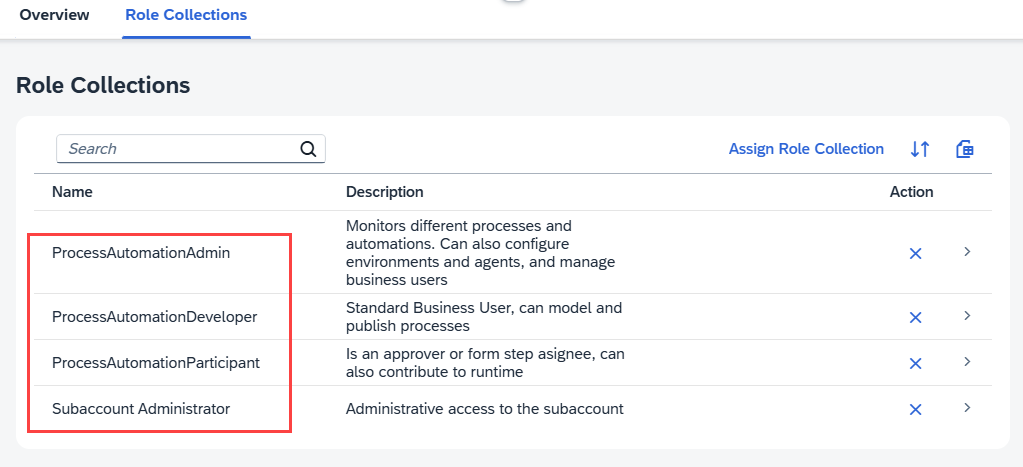 Overview Role Collections
Role Collections
Search
Assign Role Collection
Name Description Action
ProcessAutomationAdmin
Monitors different processes and
automations. Can also configure
environments and agents, and manage
business users
ProcessAutomationDeveloper
Standard Business User, can model and
publish processes
ProcessAutomationParticipant
Is an approver or form step asignee, can
also contribute to runtime
Subaccount Administrator
Administrative access to the subaccount